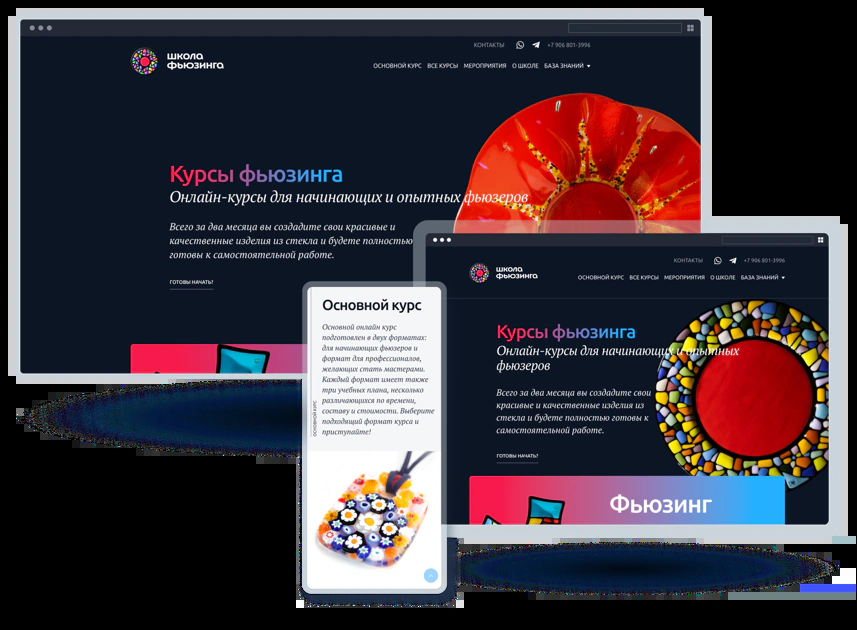 КОНТАКТЫ +7 906 801-3996
школа
фьюзинга
ОСНОВНОЙ КУРС ВСЕ КУРСЫ МЕРОПРИЯТИЯ О ШКОЛЕ БАЗА ЗНАНИЙ
Курсы фьюзинга
Онлайн-курсы для начинающих и опытных фьюзеров
Всего за два месяца вы создадите свои красивые и
качественные изделия из стекла и будете полностью
готовы к самостоятельной работе.
ГОТОВЫ НАЧАТЬ?
Основной курс
Основной онлайн курс
подготовлен в двух форматах:
для начинающих фьюзеров и
формат для профессионалов,
желающих стать мастерами.
Каждый формат имеет также
три учебных плана, несколько
различающихся по времени,
составу и стоимости. Выберите
подходящий формат курса и
приступайте!
ОСНОВНОЙ КУРС
КОНТАКТЫ +7 906 801-3996
школа
фьюзинга
ОСНОВНОЙ КУРС ВСЕ КУРСЫ МЕРОПРИЯТИЯ О ШКОЛЕ БАЗА ЗНАНИЙ
Курсы фьюзинга
Онлайн-курсы для начинающих и опытных
фьюзеров
Всего за два месяца вы создадите свои
красивые и качественные изделия из
стекла и будете полностью готовы к
самостоятельной работе.
ГОТОВЫ НАЧАТЬ?
Фьюзинг